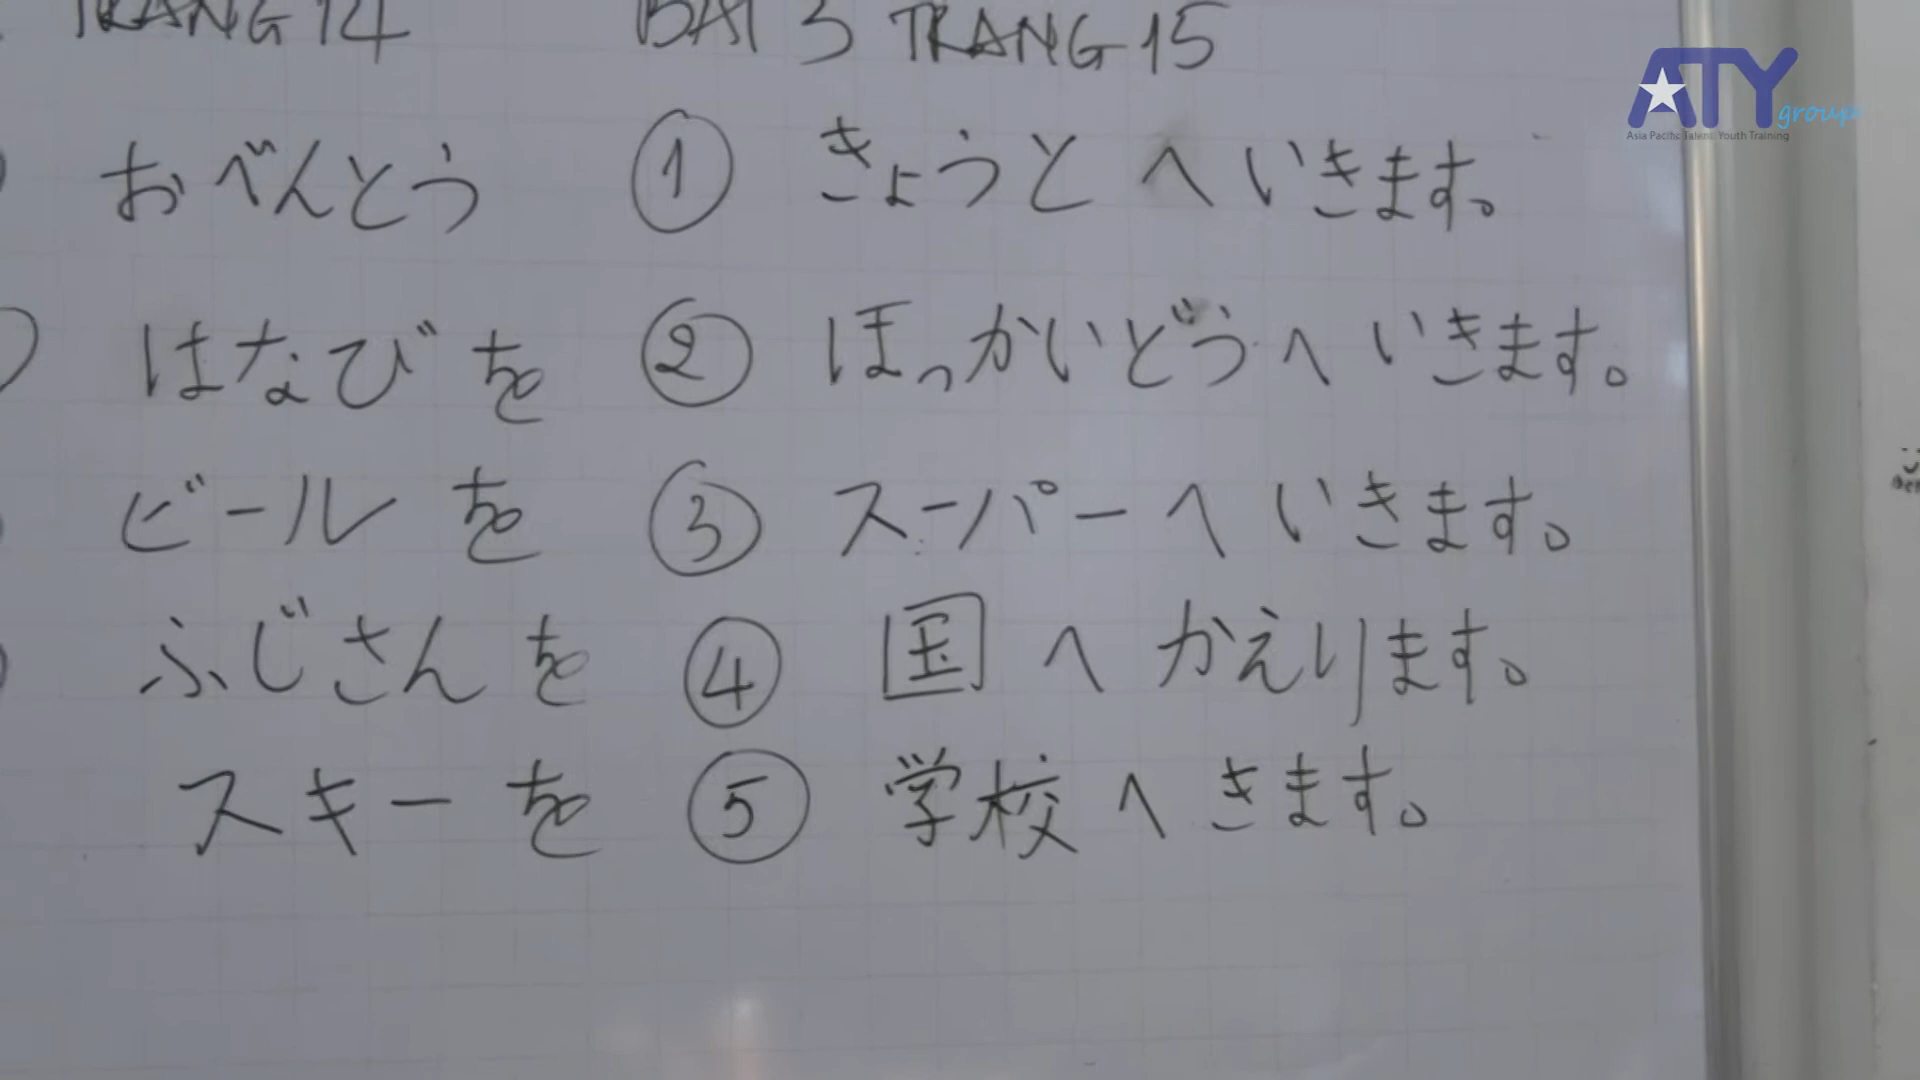 TRANG 14
BAI 3 TRANG 15
おべんとう
はなびを
ビールを
ふじさんを
スキーを
① きょうとへいきます。
② ほっかいどうへいきます。
③ スーパーへいきます。
④ 国へかえります。
⑤ 学校へきます。
ATY group
Asia Pacific Talent Youth Training